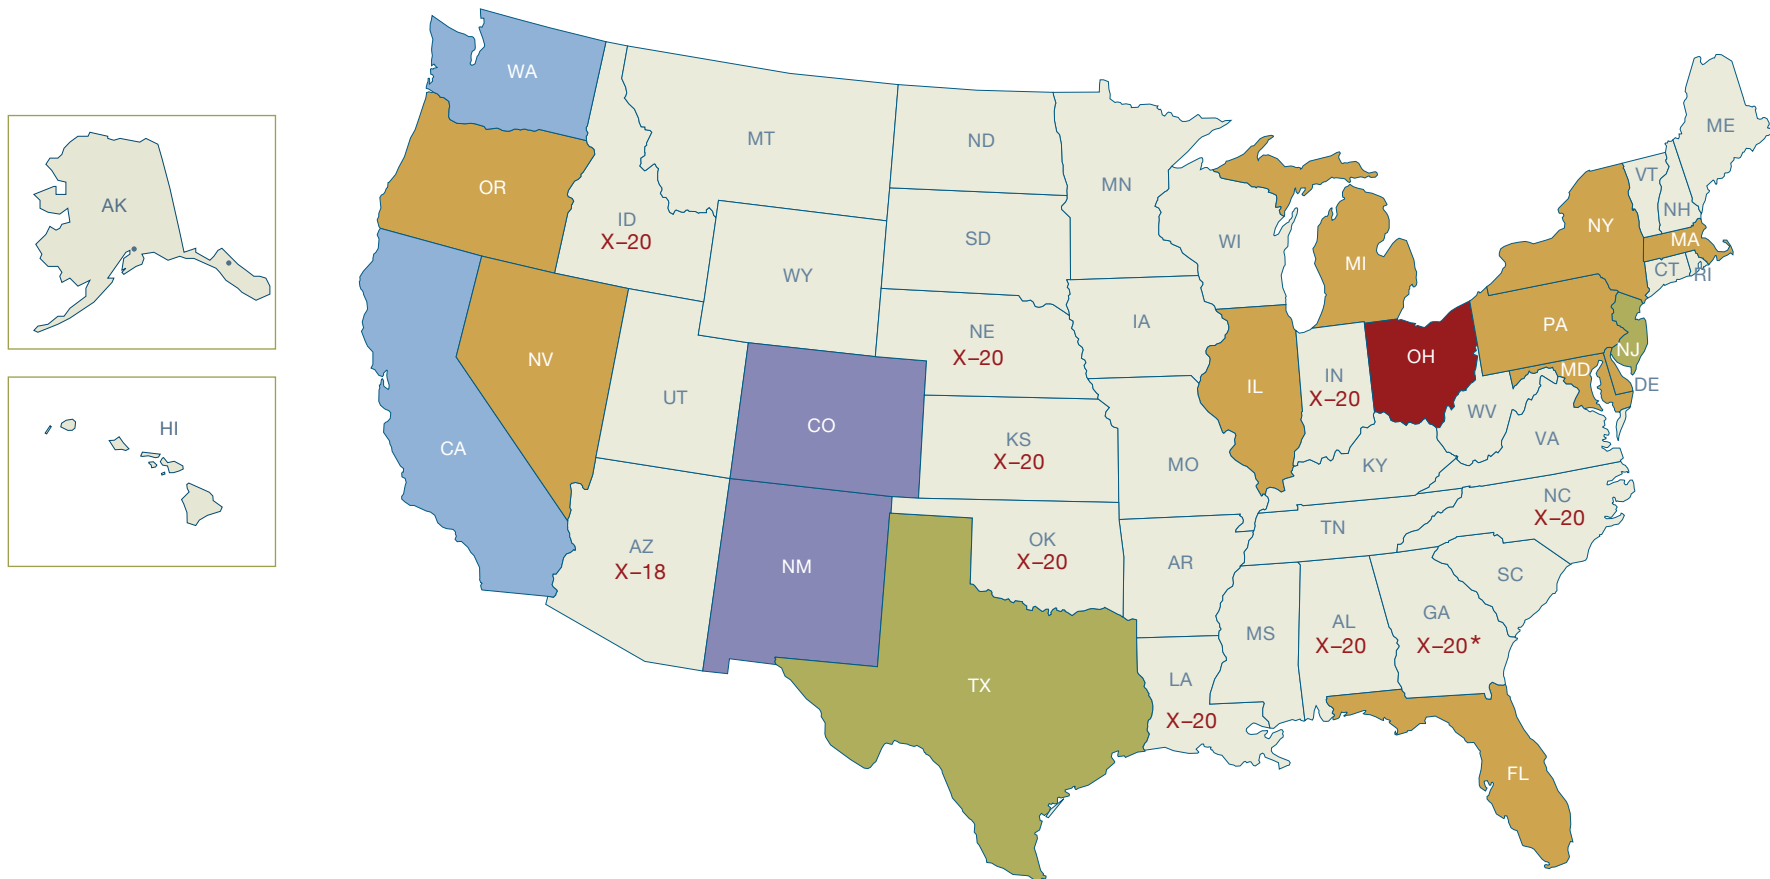 WA
MT
ND
MN
ME
VT
NH
AK
OR
ID
X–20
SD
WI
MI
NY
MA
CT
RI
WY
NE
X–20
IA
PA
NJ
NV
UT
CO
IL
IN
X–20
OH
MD
DE
HI
CA
KS
X–20
MO
KY
WV
VA
AZ
X–18
NM
OK
X–20
AR
TN
NC
X–20
SC
TX
LA
X–20
MS
AL
X–20
GA
X–20*
FL